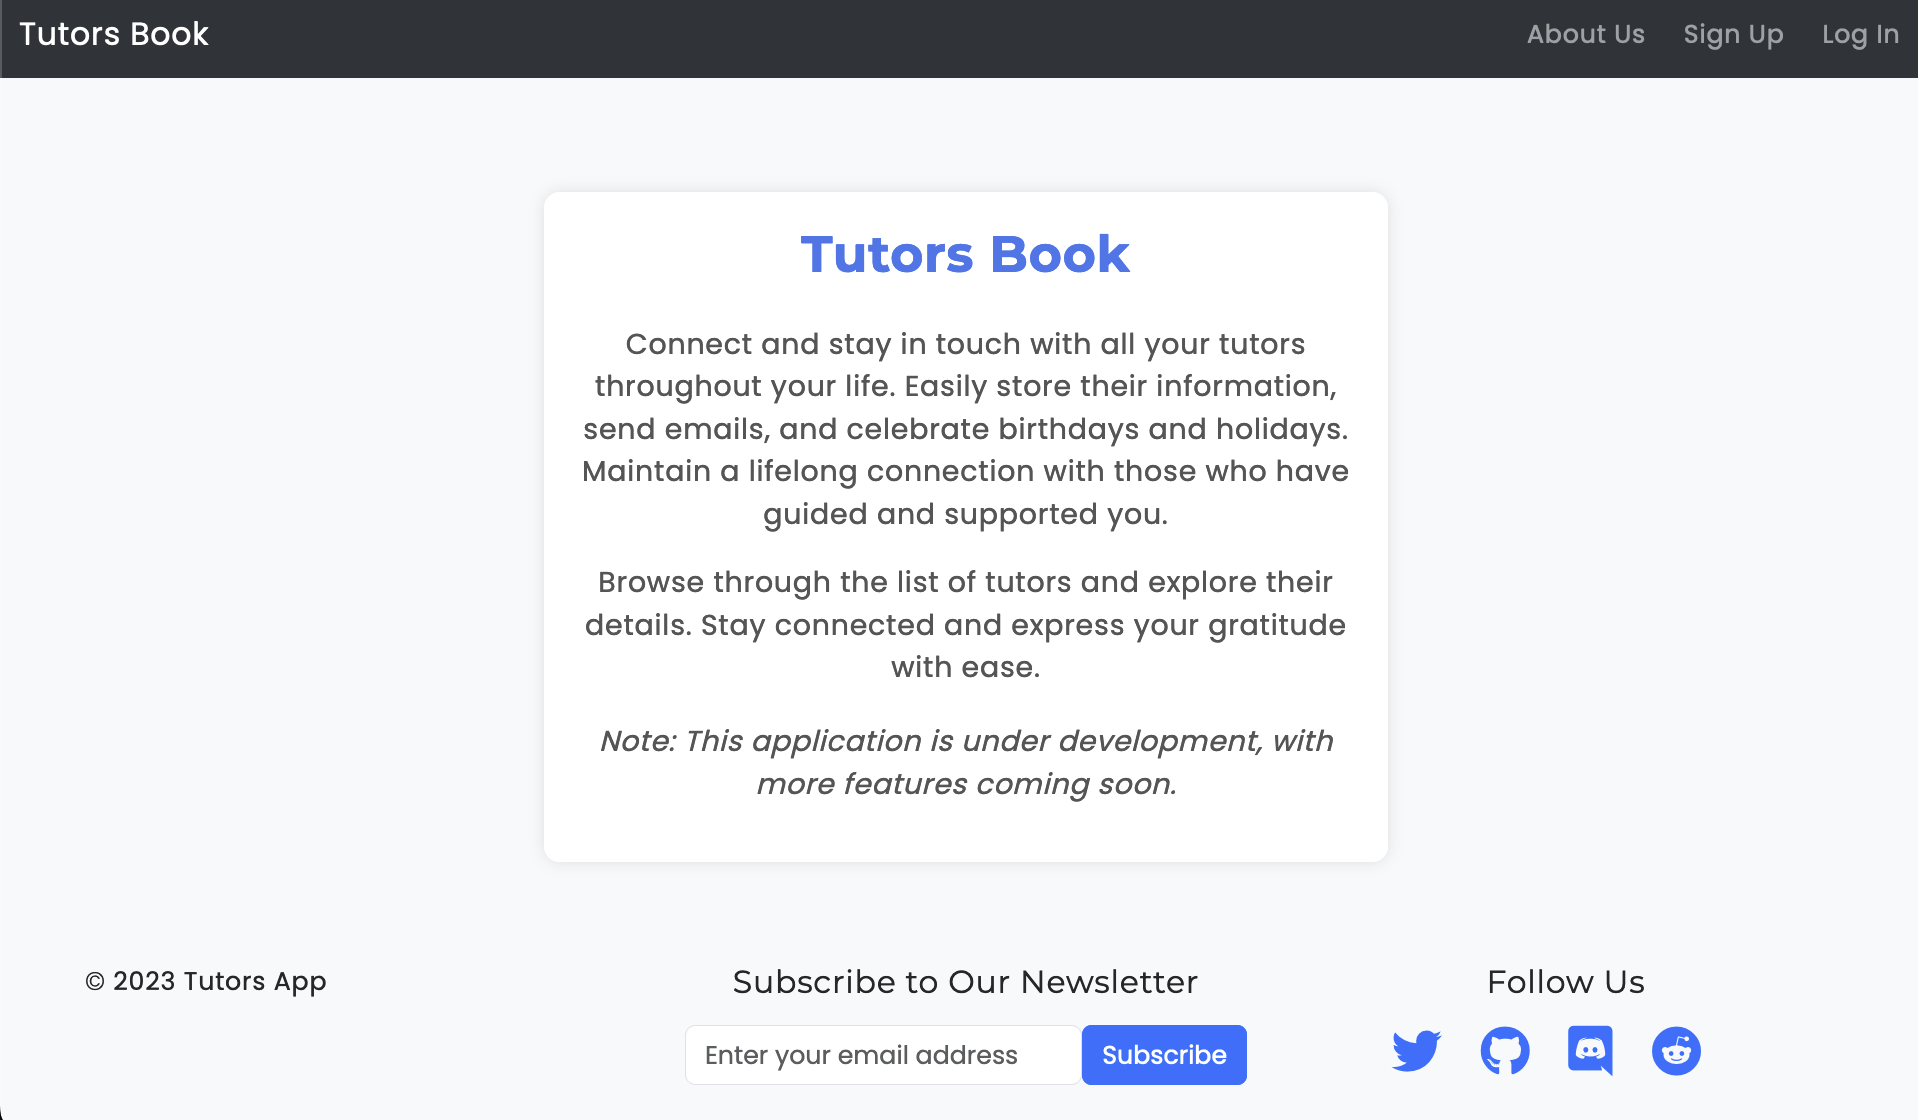 Tutors Book
About Us Sign Up Log In
Tutors Book
Connect and stay in touch with all your tutors
throughout your life. Easily store their information,
send emails, and celebrate birthdays and holidays.
Maintain a lifelong connection with those who have
guided and supported you.
Browse through the list of tutors and explore their
details. Stay connected and express your gratitude
with ease.
Note: This application is under development, with
more features coming soon.
© 2023 Tutors App
Subscribe to Our Newsletter
Enter your email address
Subscribe
Follow Us